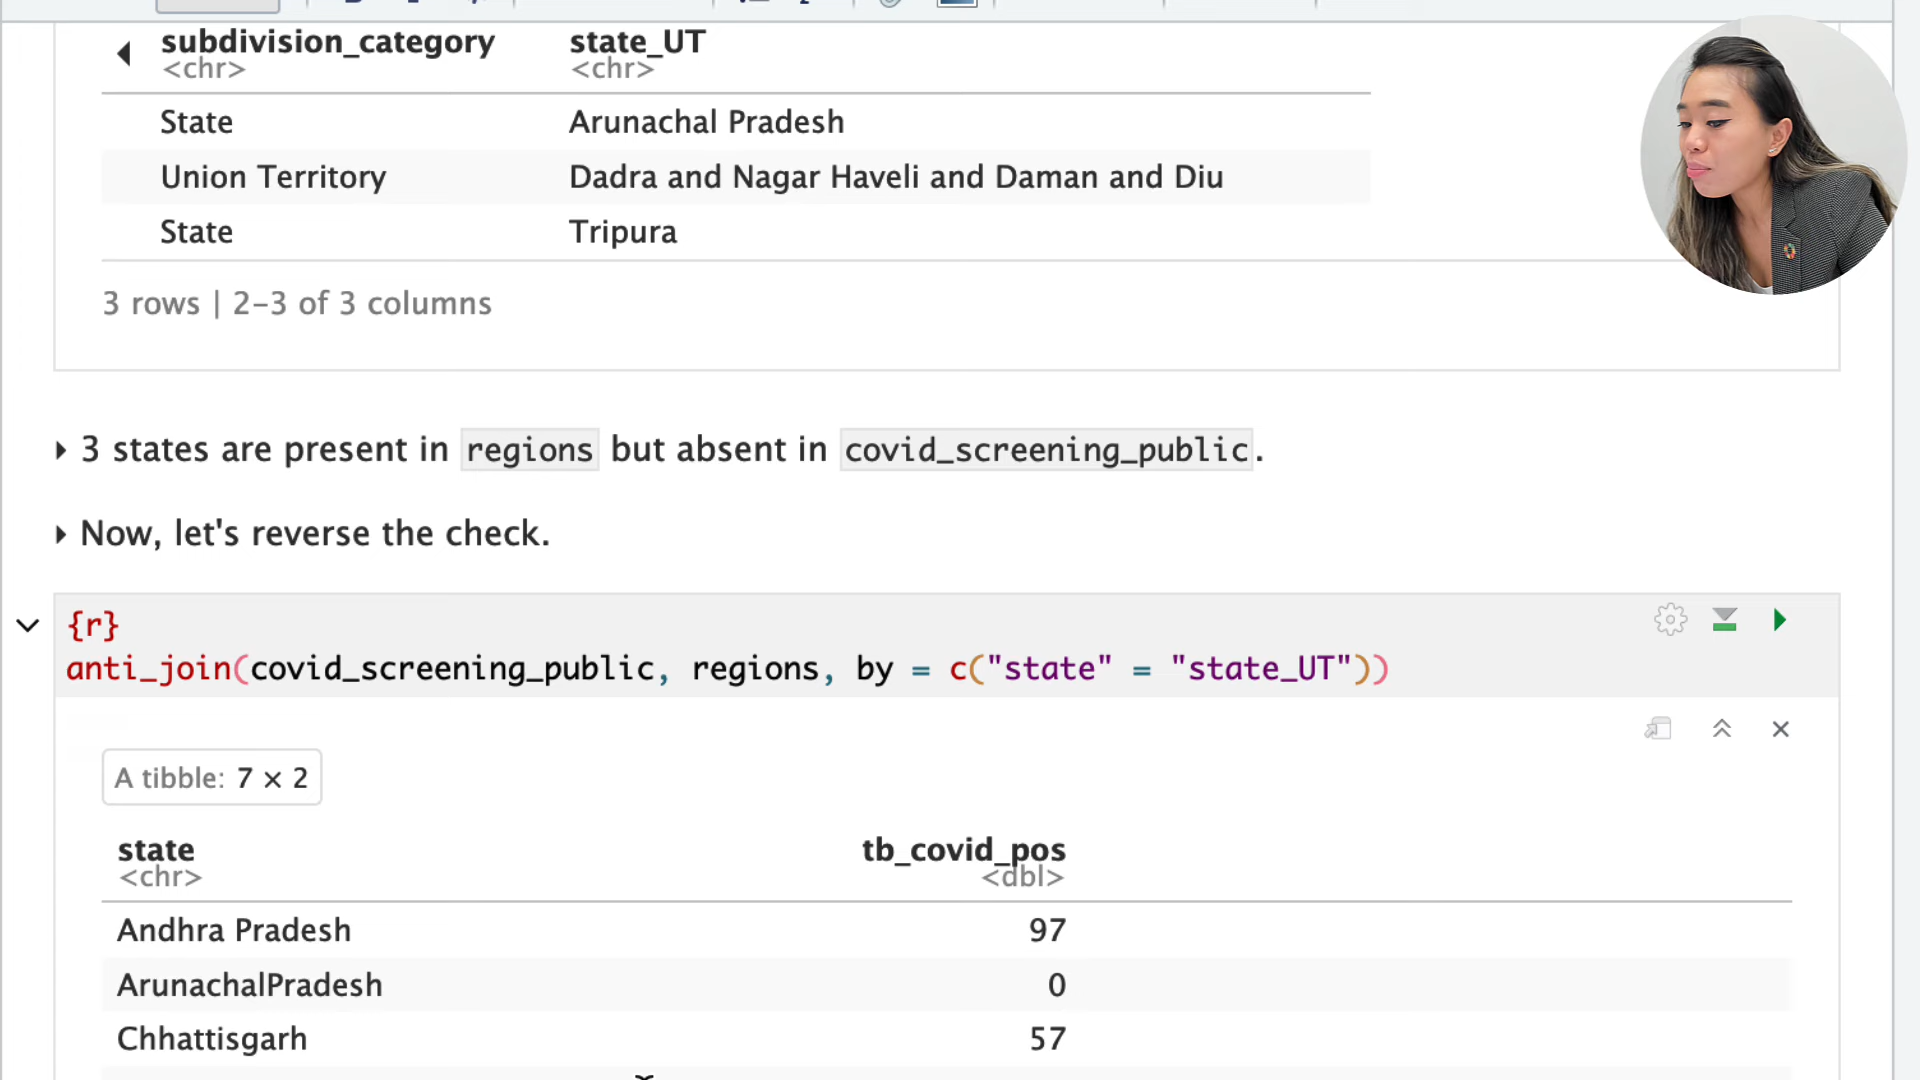 subdivision_category state_UT
<chr> <chr>
State Arunachal Pradesh
Union Territory Dadra and Nagar Haveli and Daman and Diu
State Tripura
3 rows | 2-3 of 3 columns
3 states are present in regions but absent in covid_screening_public.
Now, let's reverse the check.
{r}
anti_join(covid_screening_public, regions, by = c("state" = "state_UT"))
A tibble: 7 × 2
state tb_covid_pos
<chr> <dbl>
Andhra Pradesh 97
ArunachalPradesh 0
Chhattisgarh 57